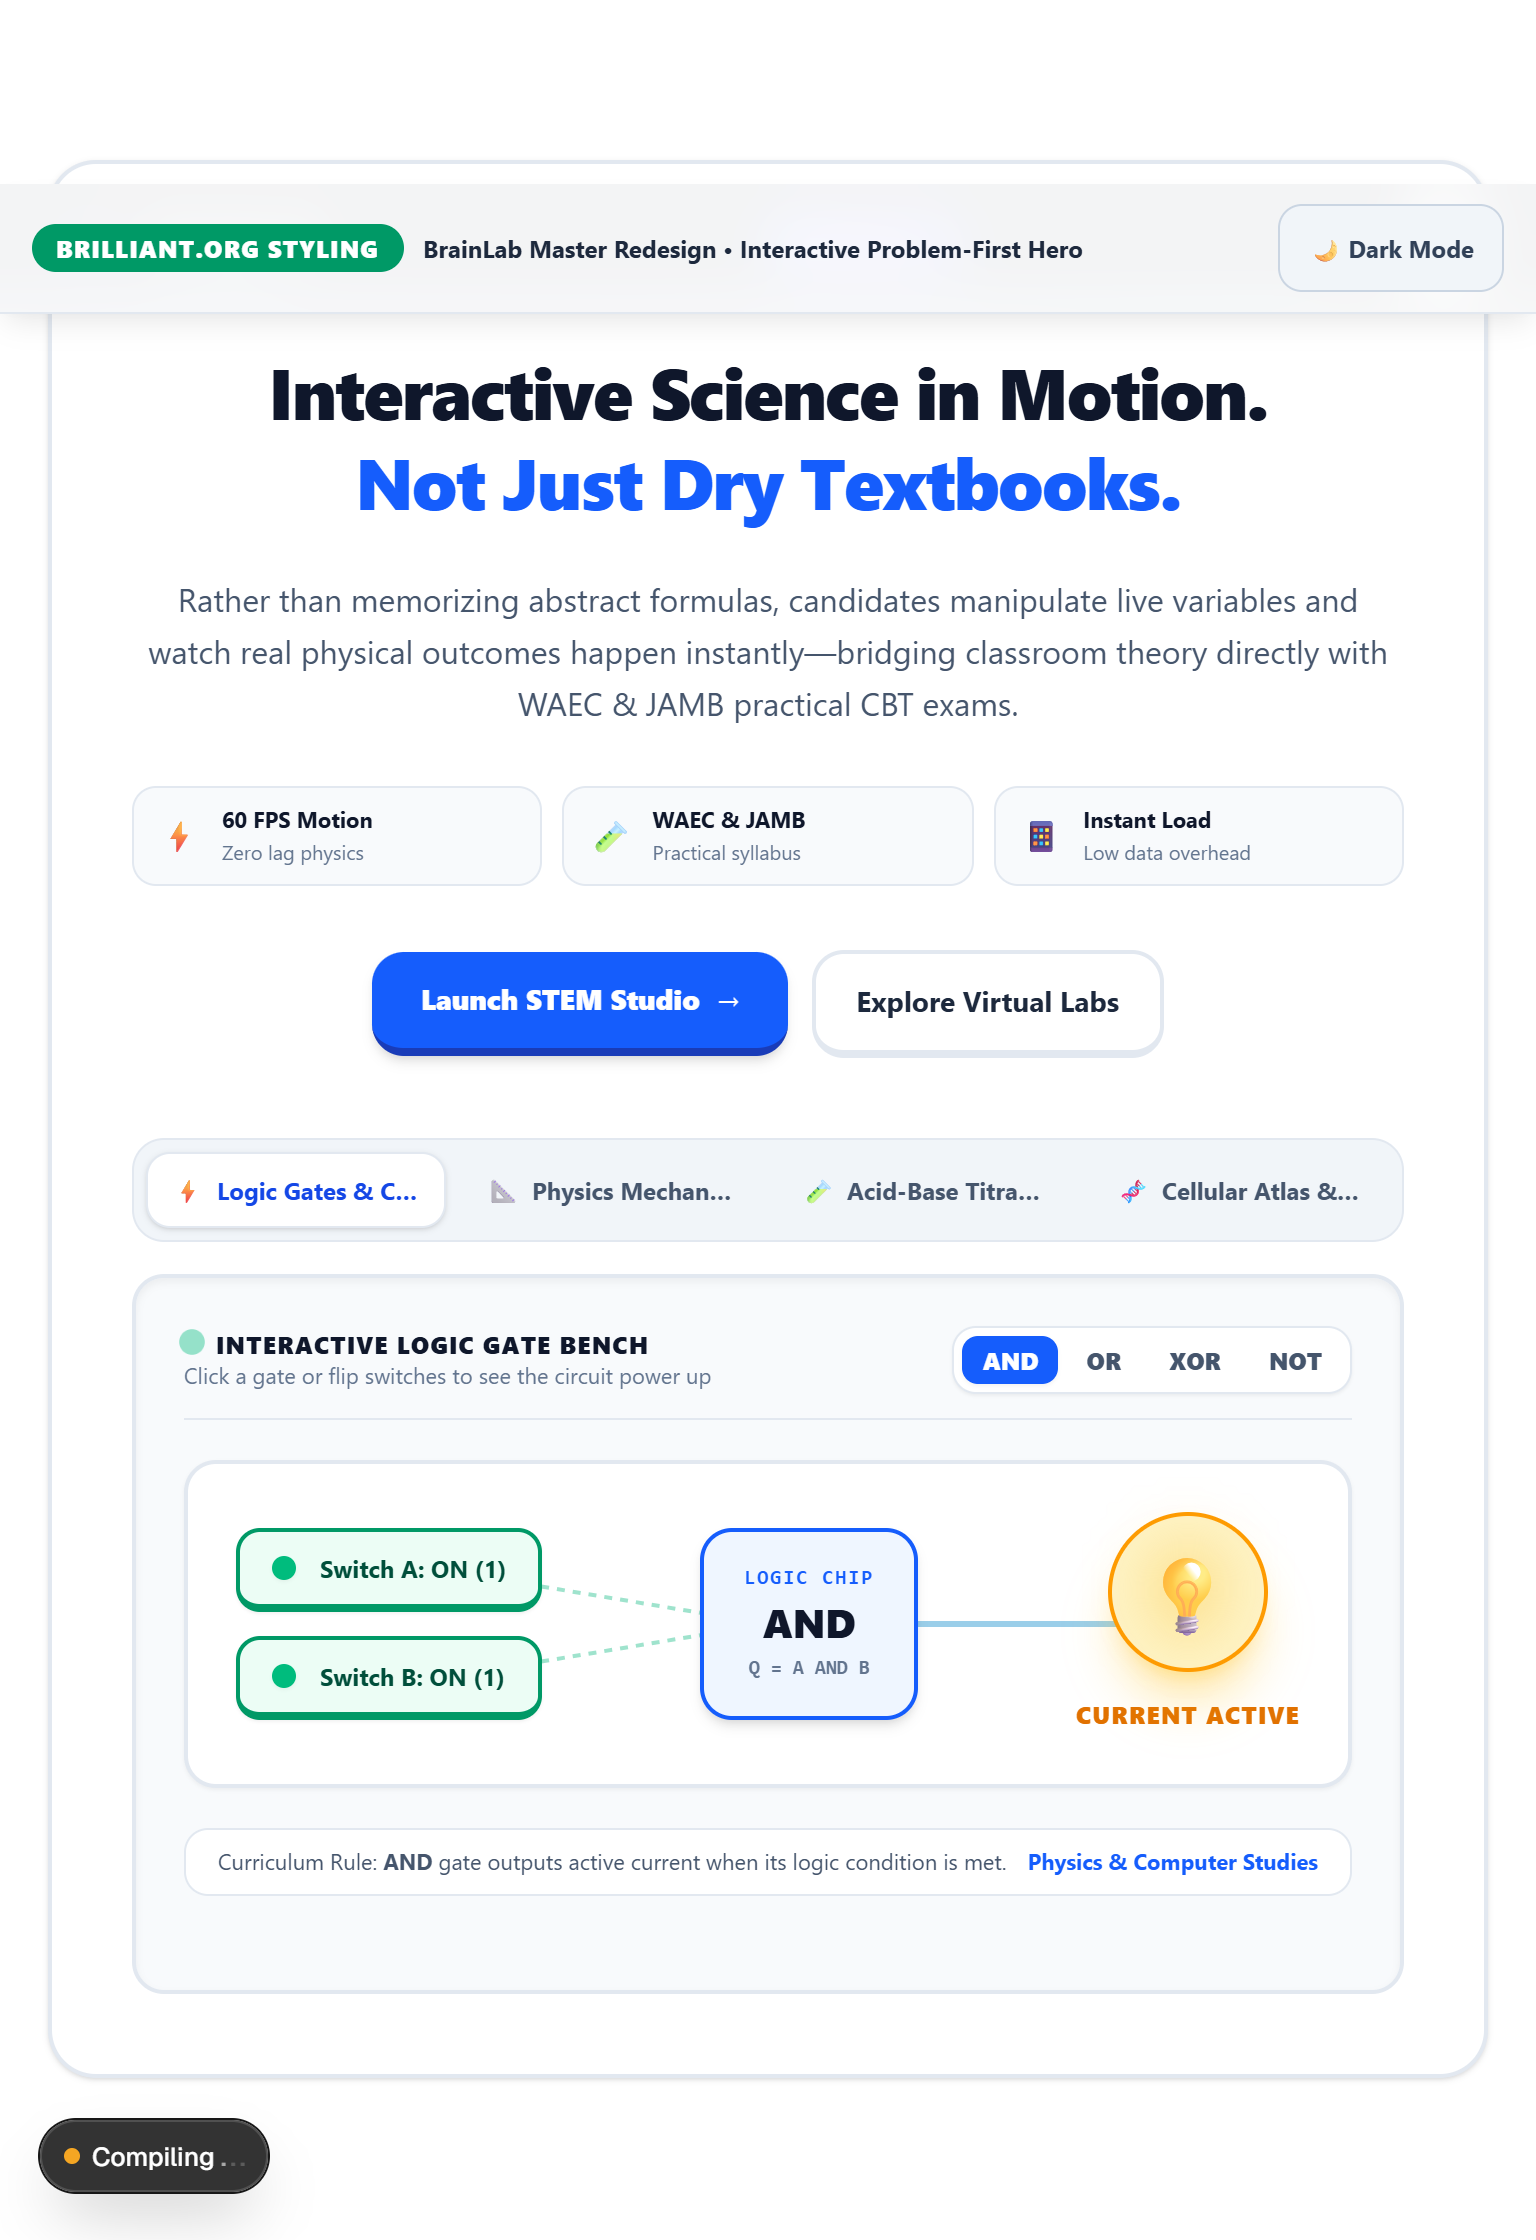 BRILLIANT.ORG STYLING
BrainLab Master Redesign • Interactive Problem-First Hero
🌙 Dark Mode
Interactive Science in Motion.
Not Just Dry Textbooks.
Rather than memorizing abstract formulas, candidates manipulate live variables and
watch real physical outcomes happen instantly—bridging classroom theory directly with
WAEC & JAMB practical CBT exams.
60 FPS Motion
Zero lag physics
WAEC & JAMB
Practical syllabus
Instant Load
Low data overhead
Launch STEM Studio →
Explore Virtual Labs
Logic Gates & C...
Physics Mechan...
Acid-Base Titra...
Cellular Atlas &...
INTERACTIVE LOGIC GATE BENCH
Click a gate or flip switches to see the circuit power up
AND
OR
XOR
NOT
Switch A: ON (1)
Switch B: ON (1)
LOGIC CHIP
AND
Q = A AND B
CURRENT ACTIVE
Curriculum Rule: AND gate outputs active current when its logic condition is met.
Physics & Computer Studies
Compiling ...